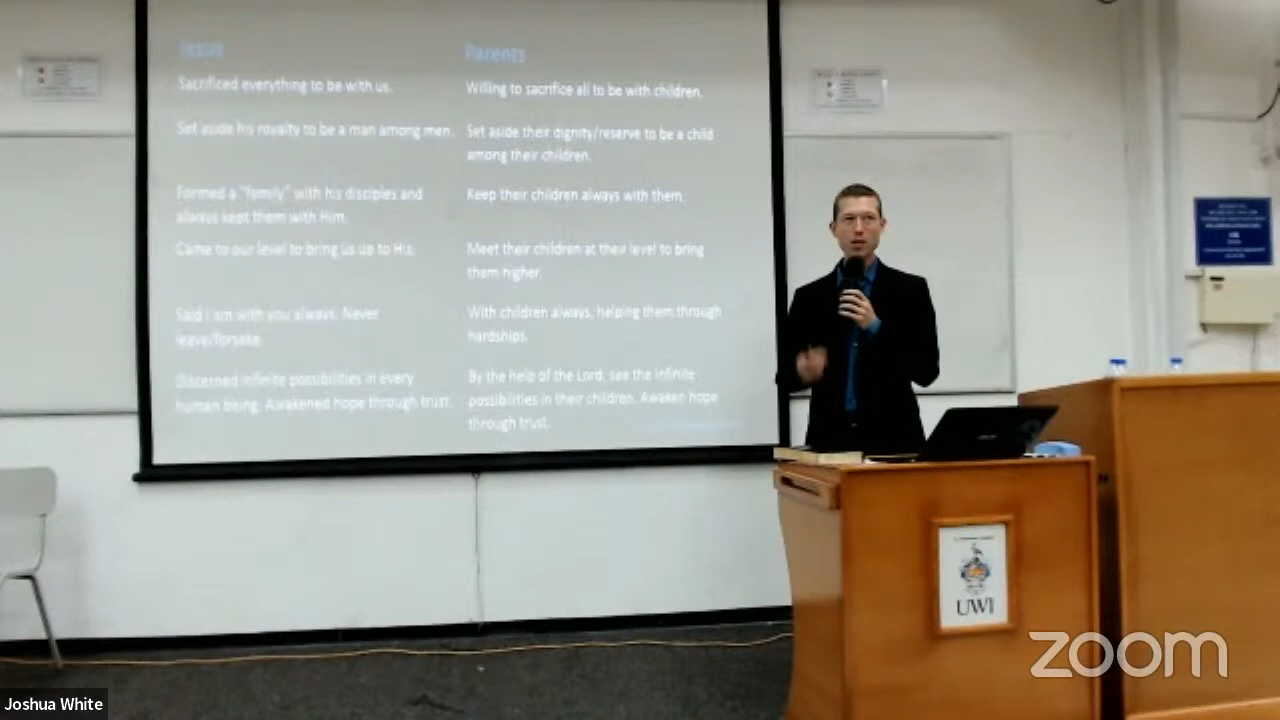 Jesus
Parents
Sacrificed everything to be with us.
Willing to sacrifice all to be with children.
Set aside his royalty to be a man among men.
Set aside their dignity/reserve to be a child
among their children.
Formed a "family" with his disciples and
always kept them with Him.
Keep their children always with them.
Came to our level to bring us up to His.
Meet their children at their level to bring
them higher.
Said I am with you always. Never
leave/forsake.
With children always, helping them through
hardships.
Discerned infinite possibilities in every
human being. Awakened hope through trust.
By the help of the Lord, see the infinite
possibilities in their children. Awaken hope
through trust.
UWI
zoom
Joshua White